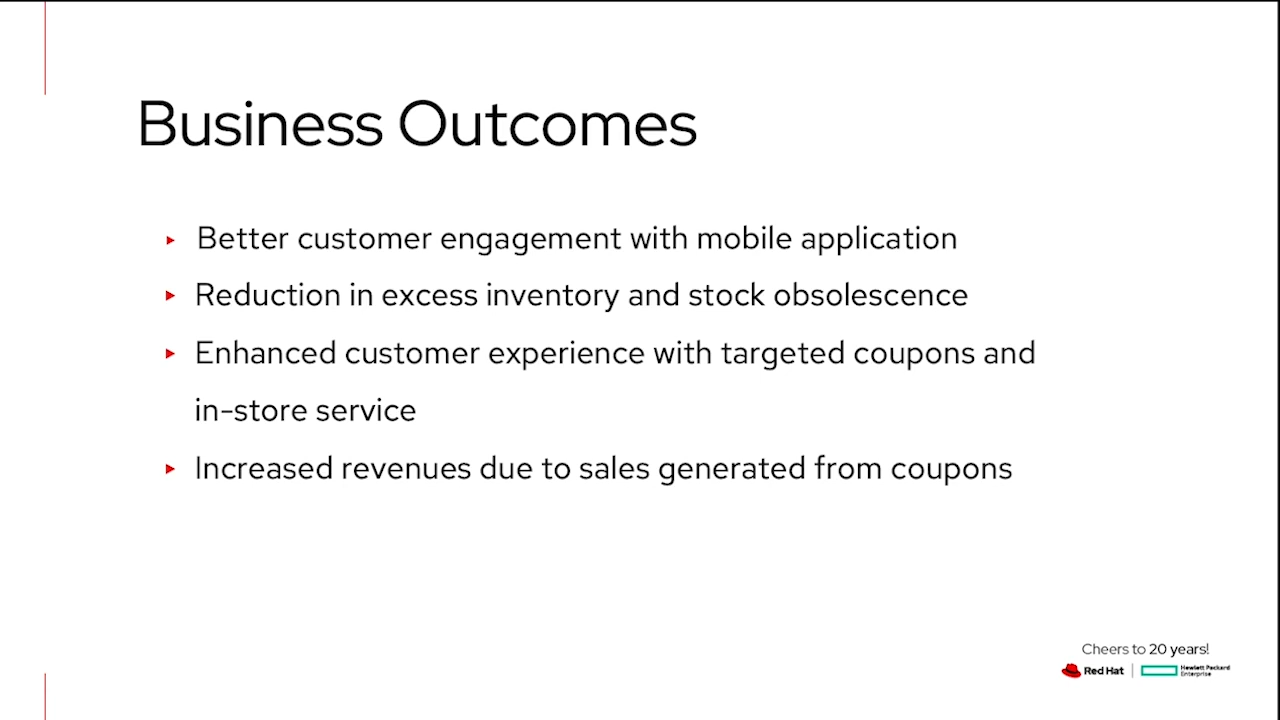 Business Outcomes
Better customer engagement with mobile application
Reduction in excess inventory and stock obsolescence
Enhanced customer experience with targeted coupons and
in-store service
Increased revenues due to sales generated from coupons
Cheers to 20 years!
Red Hat
Hewlett Packard
Enterprise